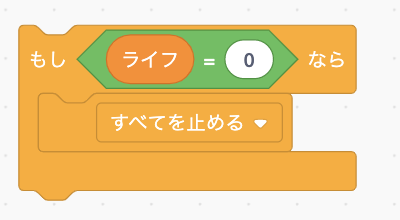 もし ライフ = 0 なら
すべてを止める